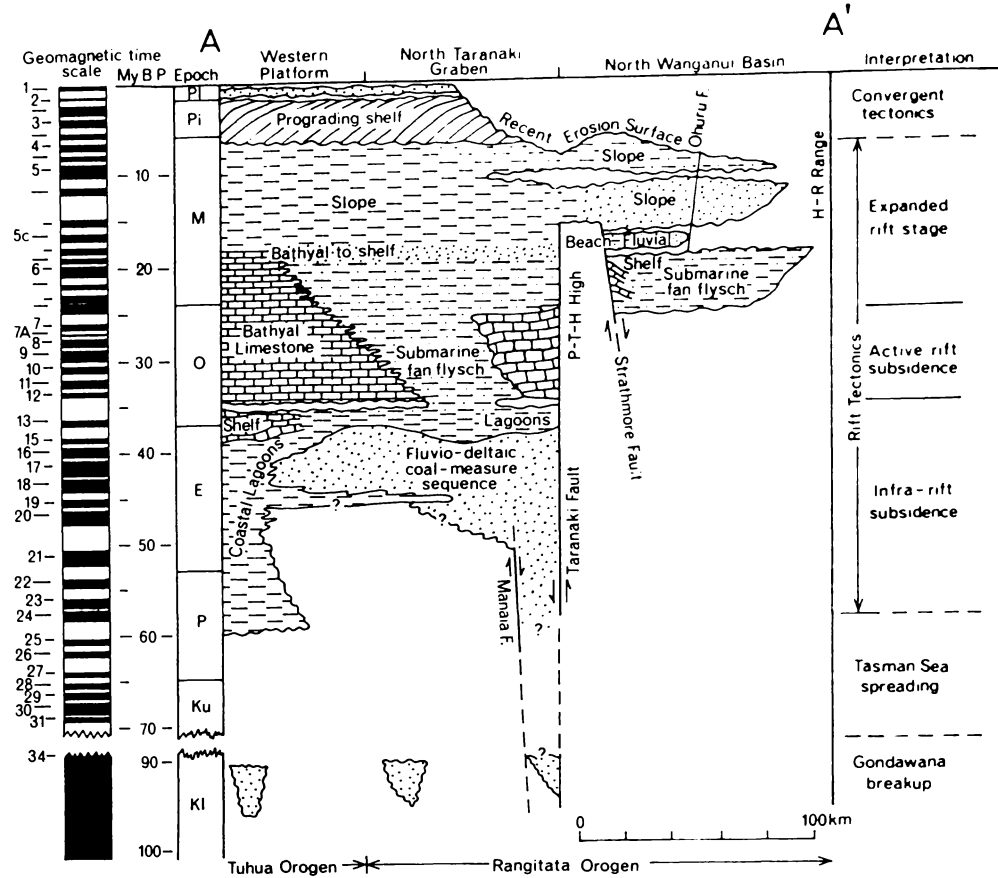 A
A'
Geomagnetic time
scale
My B P
Epoch
Western
Platform
North Taranaki
Graben
North Wanganui Basin
Interpretation
1
2
3
4
5
5c
6
7
7A
8
9
10
11
12
13
15
16
17
18
19
20
21
22
23
24
25
26
27
28
29
30
31
34
10
20
30
40
50
60
70
90
100
Pl
Pi
M
O
E
P
Ku
Kl
Prograding shelf
Recent Erosion Surface
Ohuru F.
H-R Range
Slope
Slope
Slope
Beach-Fluvial
Bathyal to shelf
Shelf
Submarine
fan flysch
Bathyal
Limestone
Submarine
fan flysch
P-T-H High
Strathmore Fault
Shelf
Lagoons
Coastal Lagoons
Fluvio-deltaic
coal-measure
sequence
?
?
Manaia F.
Taranaki Fault
?
?
Convergent
tectonics
Expanded
rift stage
Active rift
subsidence
Rift Tectonics
Infra-rift
subsidence
Tasman Sea
spreading
Gondawana
breakup
0
100km
Tuhua Orogen
Rangitata Orogen